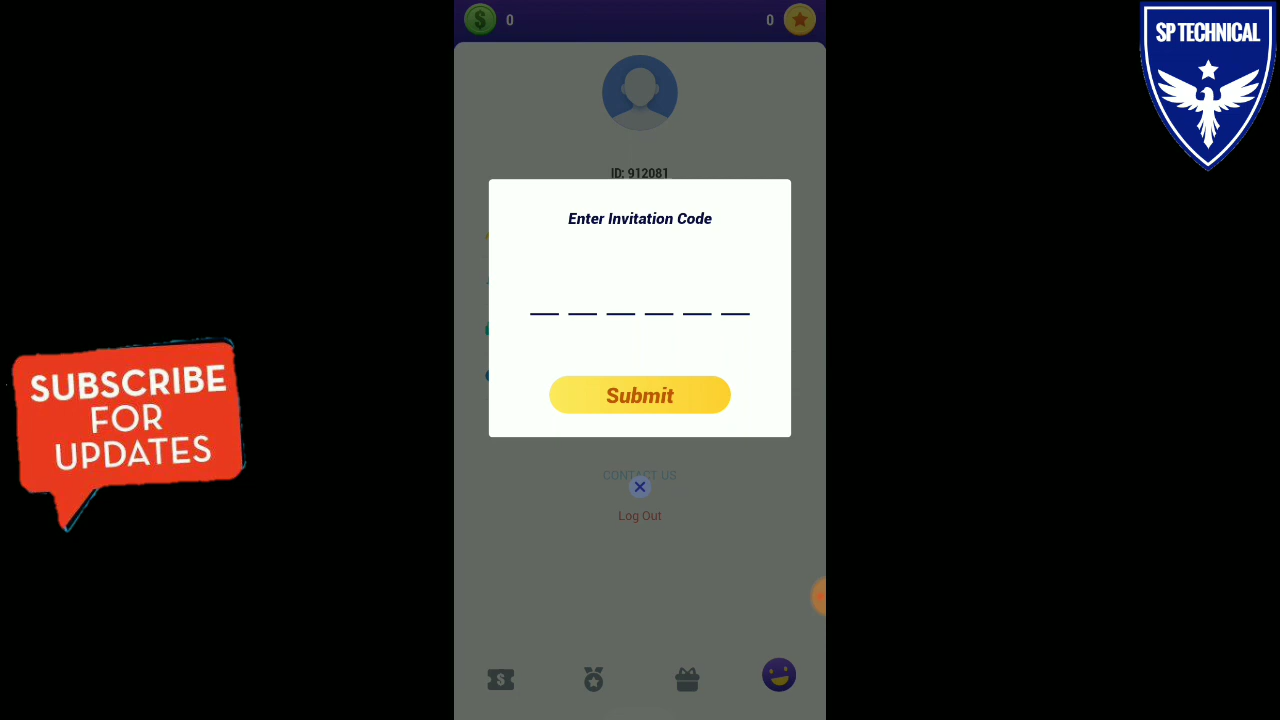 0
0
SP TECHNICAL
ID: 912081
Enter Invitation Code
Submit
CONTACT US
Log Out
SUBSCRIBE
FOR
UPDATES